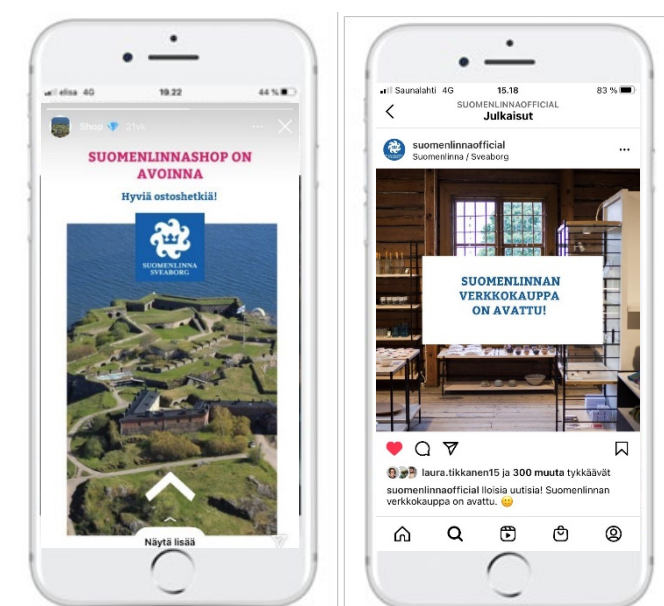 elisa 4G 19.22 44 %
Shop 💎 21vk
SUOMENLINNASHOP ON
AVOINNA
Hyviä ostoshetkiä!
SUOMENLINNA
SVEABORG
Näytä lisää
Saunalahti 4G 15.18 83 %
SUOMENLINNAOFFICIAL
Julkaisut
suomenlinnaofficial
Suomenlinna / Sveaborg
SUOMENLINNAN
VERKKOKAUPPA
ON AVATTU!
laura.tikkanen15 ja 300 muuta tykkäävät
suomenlinnaofficial Iloisia uutisia! Suomenlinnan
verkkokauppa on avattu. 🙂